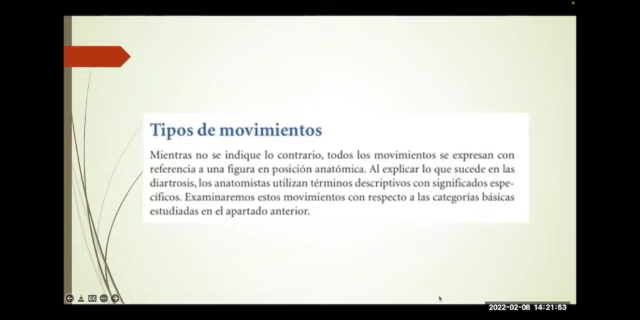 Tipos de movimientos
Mientras no se indique lo contrario, todos los movimientos se expresan con
referencia a una figura en posición anatómica. Al explicar lo que sucede en las
diartrosis, los anatomistas utilizan términos descriptivos con significados espe-
cíficos. Examinaremos estos movimientos con respecto a las categorías básicas
estudiadas en el apartado anterior.
2022-02-08 14:21:53